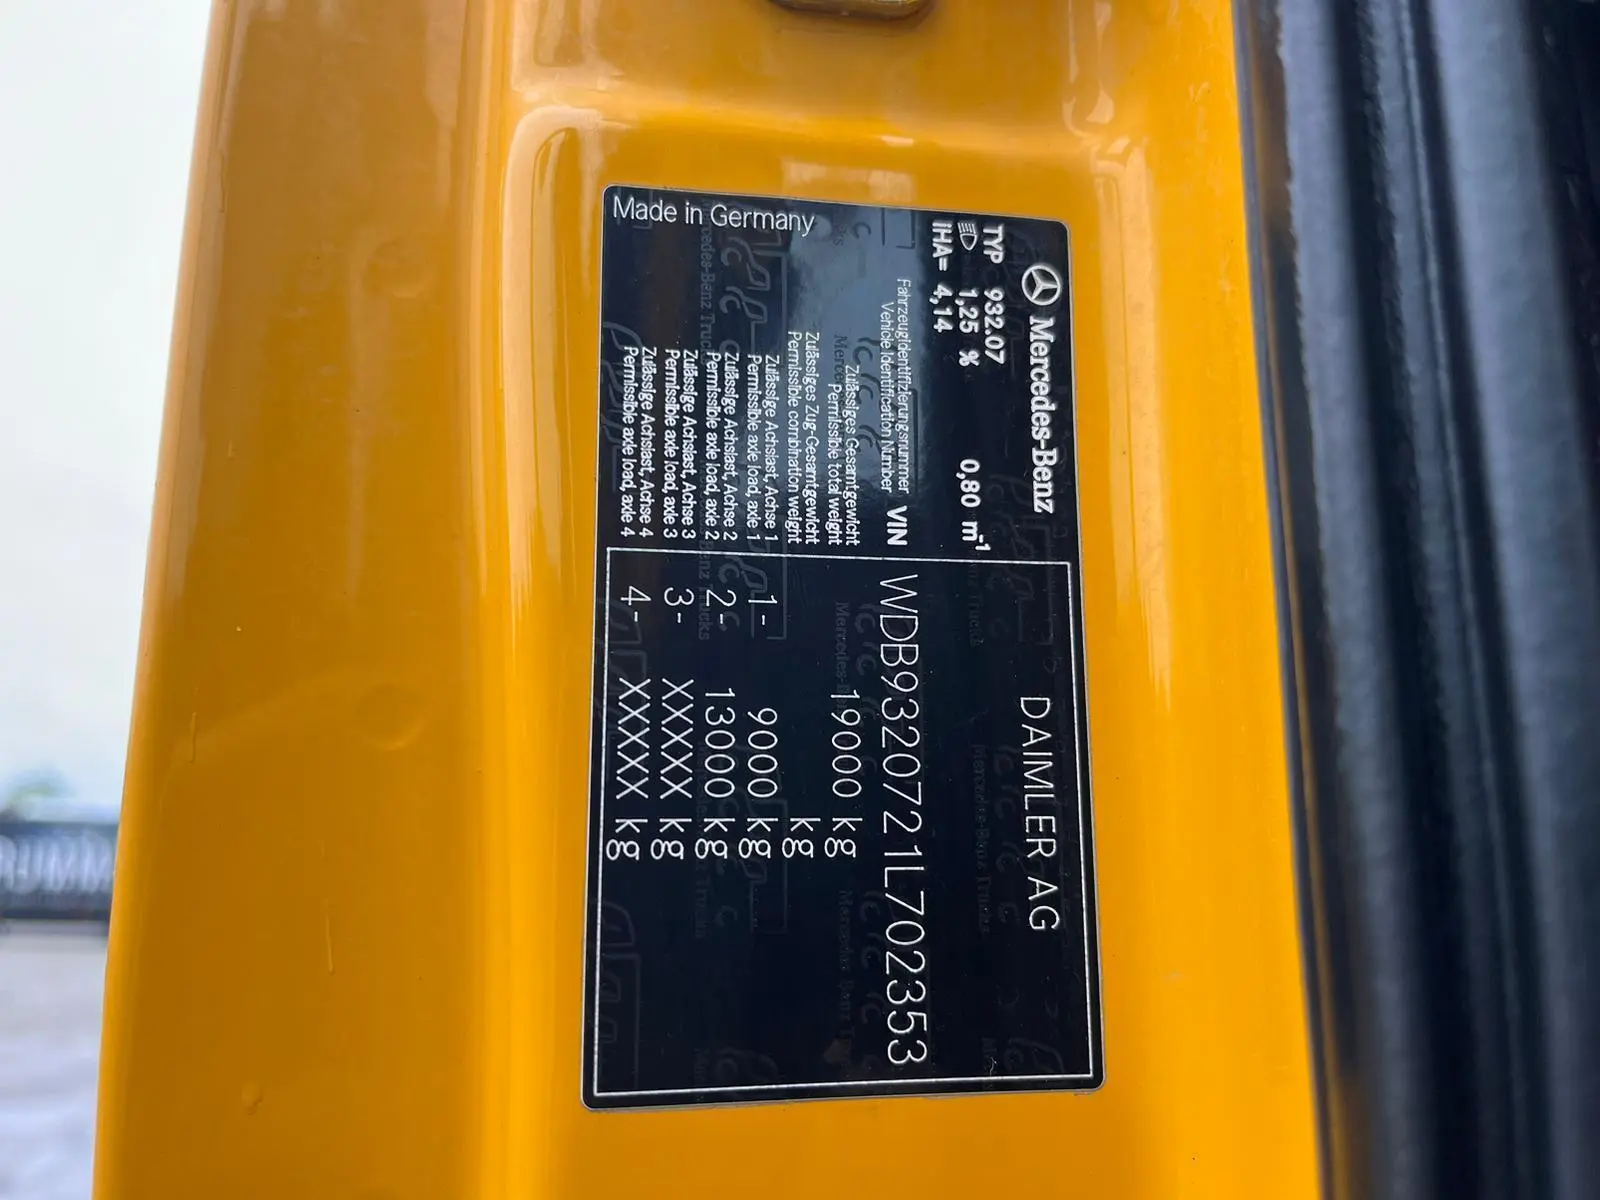 Mercedes-Benz
DAIMLER AG
TYP 932.07
1,25 % 0,80 m-1
IHA= 4,14
Fahrzeugidentifizierungsnummer
Vehicle Identification Number VIN WDB9320721L702353
Zulässiges Gesamtgewicht
Permissible total weight 19000 kg
Zulässiges Zug-Gesamtgewicht
Permissible combination weight kg
Zulässige Achslast, Achse 1
Permissible axle load, axle 1 1- 9000 kg
Zulässige Achslast, Achse 2
Permissible axle load, axle 2 2- 13000 kg
Zulässige Achslast, Achse 3
Permissible axle load, axle 3 3- XXXXX kg
Zulässige Achslast, Achse 4
Permissible axle load, axle 4 4- XXXXX kg
Made in Germany